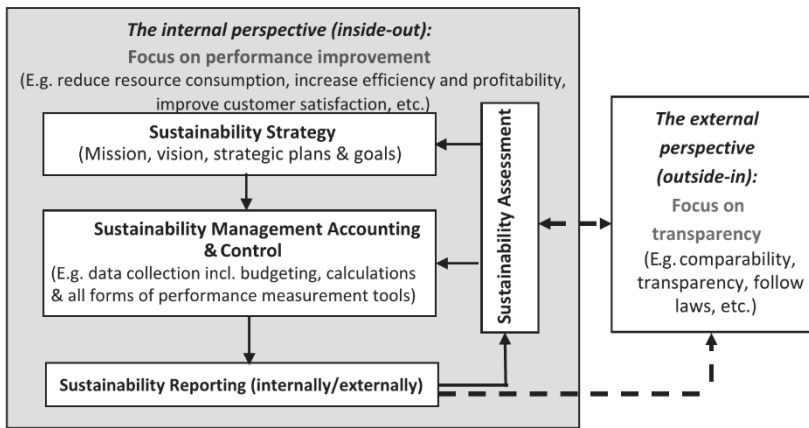 The internal perspective (inside-out):
Focus on performance improvement
(E.g. reduce resource consumption, increase efficiency and profitability,
improve customer satisfaction, etc.)
Sustainability Strategy
(Mission, vision, strategic plans & goals)
Sustainability Management Accounting
& Control
(E.g. data collection incl. budgeting, calculations
& all forms of performance measurement tools)
Sustainability Reporting (internally/externally)
Sustainability Assessment
The external
perspective
(outside-in):
Focus on
transparency
(E.g. comparability,
transparency, follow
laws, etc.)